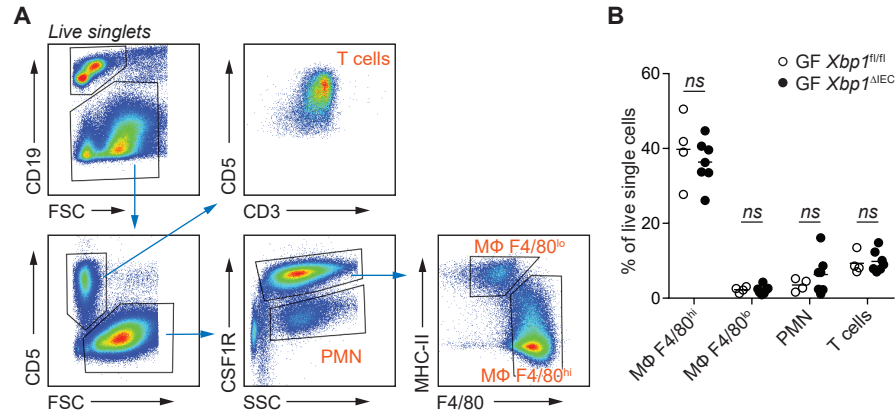 A
Live singlets
CD19
FSC
T cells
CD5
CD3
CD5
FSC
CSF1R
PMN
SSC
MΦ F4/80lo
MHC-II
MΦ F4/80hi
F4/80
B
GF Xbp1fl/fl
GF Xbp1ΔIEC
% of live single cells
60
40
20
0
ns
ns
ns
ns
MΦ F4/80hi
MΦ F4/80lo
PMN
T cells